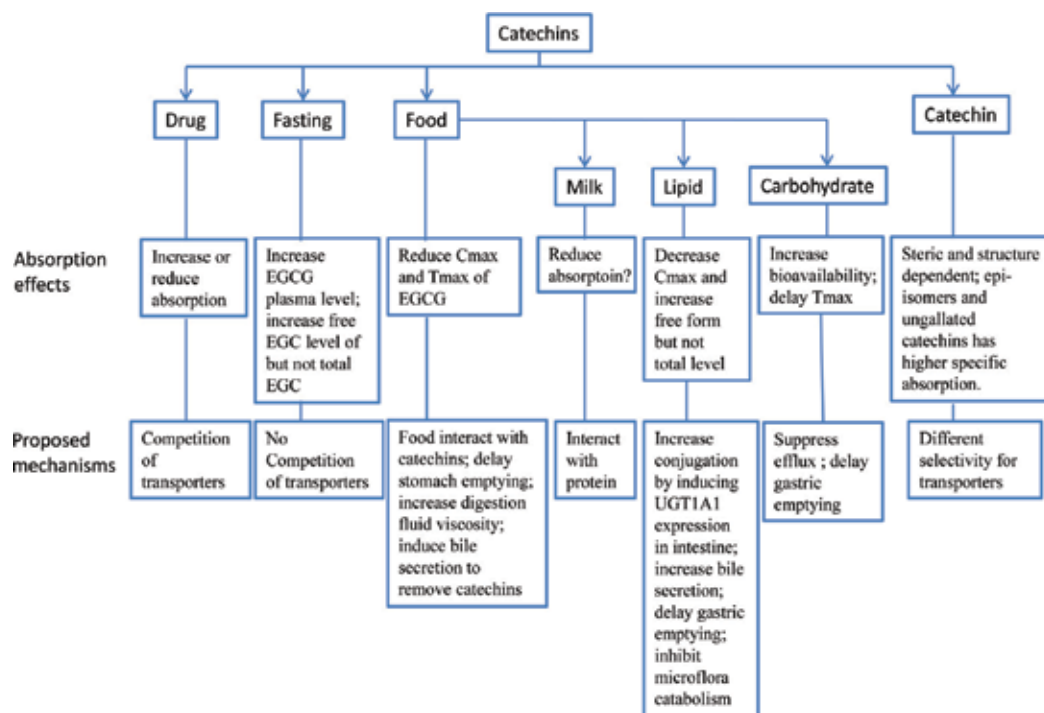 Catechins
Drug
Fasting
Food
Catechin
Milk
Lipid
Carbohydrate
Absorption
effects
Increase or
reduce
absorption
Increase
EGCG
plasma level;
increase free
EGC level of
but not total
EGC
Reduce Cmax
and Tmax of
EGCG
Reduce
absorptoin?
Decrease
Cmax and
increase
free form
but not
total level
Increase
bioavailability;
delay Tmax
Steric and structure
dependent; epi-
isomers and
ungallated
catechins has
higher specific
absorption.
Proposed
mechanisms
Competition
of
transporters
No
Competition
of transporters
Food interact with
catechins; delay
stomach emptying;
increase digestion
fluid viscosity;
induce bile
secretion to
remove catechins
Interact
with
protein
Increase
conjugation
by inducing
UGT1A1
expression
in intestine;
increase bile
secretion;
delay gastric
emptying;
inhibit
microflora
catabolism
Suppress
efflux ; delay
gastric
emptying
Different
selectivity for
transporters